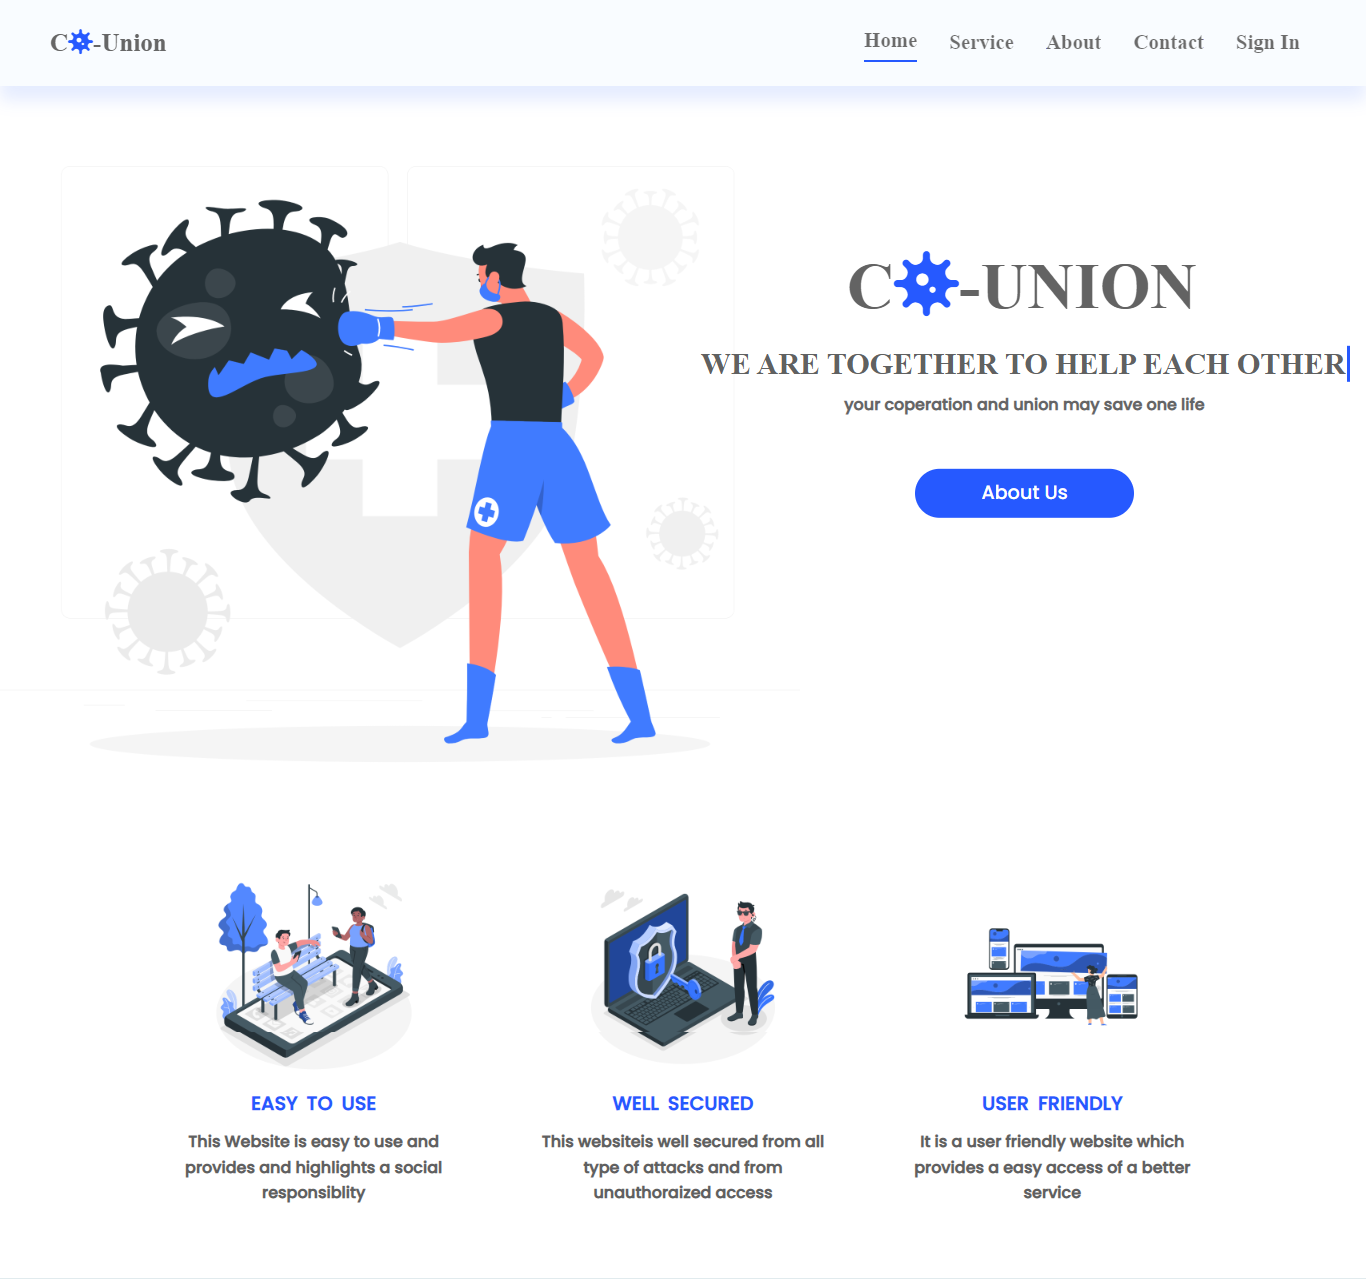 C-Union
Home Service About Contact Sign In
C-UNION
WE ARE TOGETHER TO HELP EACH OTHER
your coperation and union may save one life
About Us
EASY TO USE
This Website is easy to use and
provides and highlights a social
responsiblity
WELL SECURED
This websiteis well secured from all
type of attacks and from
unauthoraized access
USER FRIENDLY
It is a user friendly website which
provides a easy access of a better
service